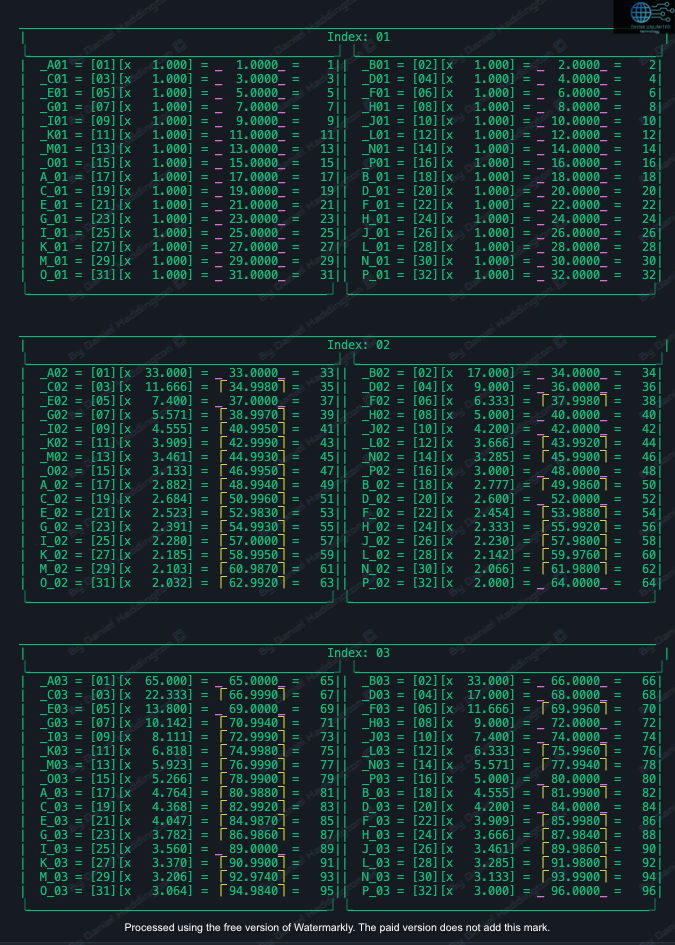 Index: 01
_A01 = [01][x 1.000] = _ 1.0000_ = 1|| _B01 = [02][x 1.000] = _ 2.0000_ = 2|
_C01 = [03][x 1.000] = _ 3.0000_ = 3|| _D01 = [04][x 1.000] = _ 4.0000_ = 4|
_E01 = [05][x 1.000] = _ 5.0000_ = 5|| _F01 = [06][x 1.000] = _ 6.0000_ = 6|
_G01 = [07][x 1.000] = _ 7.0000_ = 7|| _H01 = [08][x 1.000] = _ 8.0000_ = 8|
_I01 = [09][x 1.000] = _ 9.0000_ = 9|| _J01 = [10][x 1.000] = _ 10.0000_ = 10|
_K01 = [11][x 1.000] = _ 11.0000_ = 11|| _L01 = [12][x 1.000] = _ 12.0000_ = 12|
_M01 = [13][x 1.000] = _ 13.0000_ = 13|| _N01 = [14][x 1.000] = _ 14.0000_ = 14|
_O01 = [15][x 1.000] = _ 15.0000_ = 15|| _P01 = [16][x 1.000] = _ 16.0000_ = 16|
A_01 = [17][x 1.000] = _ 17.0000_ = 17|| B_01 = [18][x 1.000] = _ 18.0000_ = 18|
C_01 = [19][x 1.000] = _ 19.0000_ = 19|| D_01 = [20][x 1.000] = _ 20.0000_ = 20|
E_01 = [21][x 1.000] = _ 21.0000_ = 21|| F_01 = [22][x 1.000] = _ 22.0000_ = 22|
G_01 = [23][x 1.000] = _ 23.0000_ = 23|| H_01 = [24][x 1.000] = _ 24.0000_ = 24|
I_01 = [25][x 1.000] = _ 25.0000_ = 25|| J_01 = [26][x 1.000] = _ 26.0000_ = 26|
K_01 = [27][x 1.000] = _ 27.0000_ = 27|| L_01 = [28][x 1.000] = _ 28.0000_ = 28|
M_01 = [29][x 1.000] = _ 29.0000_ = 29|| N_01 = [30][x 1.000] = _ 30.0000_ = 30|
O_01 = [31][x 1.000] = _ 31.0000_ = 31|| P_01 = [32][x 1.000] = _ 32.0000_ = 32|
Index: 02
_A02 = [01][x 33.000] = _ 33.0000_ = 33|| _B02 = [02][x 17.000] = _ 34.0000_ = 34|
_C02 = [03][x 11.666] = ⌈34.9980⌉ = 35|| _D02 = [04][x 9.000] = _ 36.0000_ = 36|
_E02 = [05][x 7.400] = _ 37.0000_ = 37|| _F02 = [06][x 6.333] = ⌈37.9980⌉ = 38|
_G02 = [07][x 5.571] = ⌈38.9970⌉ = 39|| _H02 = [08][x 5.000] = _ 40.0000_ = 40|
_I02 = [09][x 4.555] = ⌈40.9950⌉ = 41|| _J02 = [10][x 4.200] = _ 42.0000_ = 42|
_K02 = [11][x 3.909] = ⌈42.9990⌉ = 43|| _L02 = [12][x 3.666] = ⌈43.9920⌉ = 44|
_M02 = [13][x 3.461] = ⌈44.9930⌉ = 45|| _N02 = [14][x 3.285] = ⌈45.9900⌉ = 46|
_O02 = [15][x 3.133] = ⌈46.9950⌉ = 47|| _P02 = [16][x 3.000] = _ 48.0000_ = 48|
A_02 = [17][x 2.882] = ⌈48.9940⌉ = 49|| B_02 = [18][x 2.777] = ⌈49.9860⌉ = 50|
C_02 = [19][x 2.684] = ⌈50.9960⌉ = 51|| D_02 = [20][x 2.600] = _ 52.0000_ = 52|
E_02 = [21][x 2.523] = ⌈52.9830⌉ = 53|| F_02 = [22][x 2.454] = ⌈53.9880⌉ = 54|
G_02 = [23][x 2.391] = ⌈54.9930⌉ = 55|| H_02 = [24][x 2.333] = ⌈55.9920⌉ = 56|
I_02 = [25][x 2.280] = ⌈57.0000⌉ = 57|| J_02 = [26][x 2.230] = ⌈57.9800⌉ = 58|
K_02 = [27][x 2.185] = ⌈58.9950⌉ = 59|| L_02 = [28][x 2.142] = ⌈59.9760⌉ = 60|
M_02 = [29][x 2.103] = ⌈60.9870⌉ = 61|| N_02 = [30][x 2.066] = ⌈61.9800⌉ = 62|
O_02 = [31][x 2.032] = ⌈62.9920⌉ = 63|| P_02 = [32][x 2.000] = _ 64.0000_ = 64|
Index: 03
_A03 = [01][x 65.000] = _ 65.0000_ = 65|| _B03 = [02][x 33.000] = _ 66.0000_ = 66|
_C03 = [03][x 22.333] = ⌈66.9990⌉ = 67|| _D03 = [04][x 17.000] = _ 68.0000_ = 68|
_E03 = [05][x 13.800] = _ 69.0000_ = 69|| _F03 = [06][x 11.666] = ⌈69.9960⌉ = 70|
_G03 = [07][x 10.142] = ⌈70.9940⌉ = 71|| _H03 = [08][x 9.000] = _ 72.0000_ = 72|
_I03 = [09][x 8.111] = ⌈72.9990⌉ = 73|| _J03 = [10][x 7.400] = _ 74.0000_ = 74|
_K03 = [11][x 6.818] = ⌈74.9980⌉ = 75|| _L03 = [12][x 6.333] = ⌈75.9960⌉ = 76|
_M03 = [13][x 5.923] = ⌈76.9990⌉ = 77|| _N03 = [14][x 5.571] = ⌈77.9940⌉ = 78|
_O03 = [15][x 5.266] = ⌈78.9900⌉ = 79|| _P03 = [16][x 5.000] = _ 80.0000_ = 80|
A_03 = [17][x 4.764] = ⌈80.9880⌉ = 81|| B_03 = [18][x 4.555] = ⌈81.9900⌉ = 82|
C_03 = [19][x 4.368] = ⌈82.9920⌉ = 83|| D_03 = [20][x 4.200] = _ 84.0000_ = 84|
E_03 = [21][x 4.047] = ⌈84.9870⌉ = 85|| F_03 = [22][x 3.909] = ⌈85.9980⌉ = 86|
G_03 = [23][x 3.782] = ⌈86.9860⌉ = 87|| H_03 = [24][x 3.666] = ⌈87.9840⌉ = 88|
I_03 = [25][x 3.560] = _ 89.0000_ = 89|| J_03 = [26][x 3.461] = ⌈89.9860⌉ = 90|
K_03 = [27][x 3.370] = ⌈90.9900⌉ = 91|| L_03 = [28][x 3.285] = ⌈91.9800⌉ = 92|
M_03 = [29][x 3.206] = ⌈92.9740⌉ = 93|| N_03 = [30][x 3.133] = ⌈93.9900⌉ = 94|
O_03 = [31][x 3.064] = ⌈94.9840⌉ = 95|| P_03 = [32][x 3.000] = _ 96.0000_ = 96|
Processed using the free version of Watermarkly. The paid version does not add this mark.
By Daniel Haddington